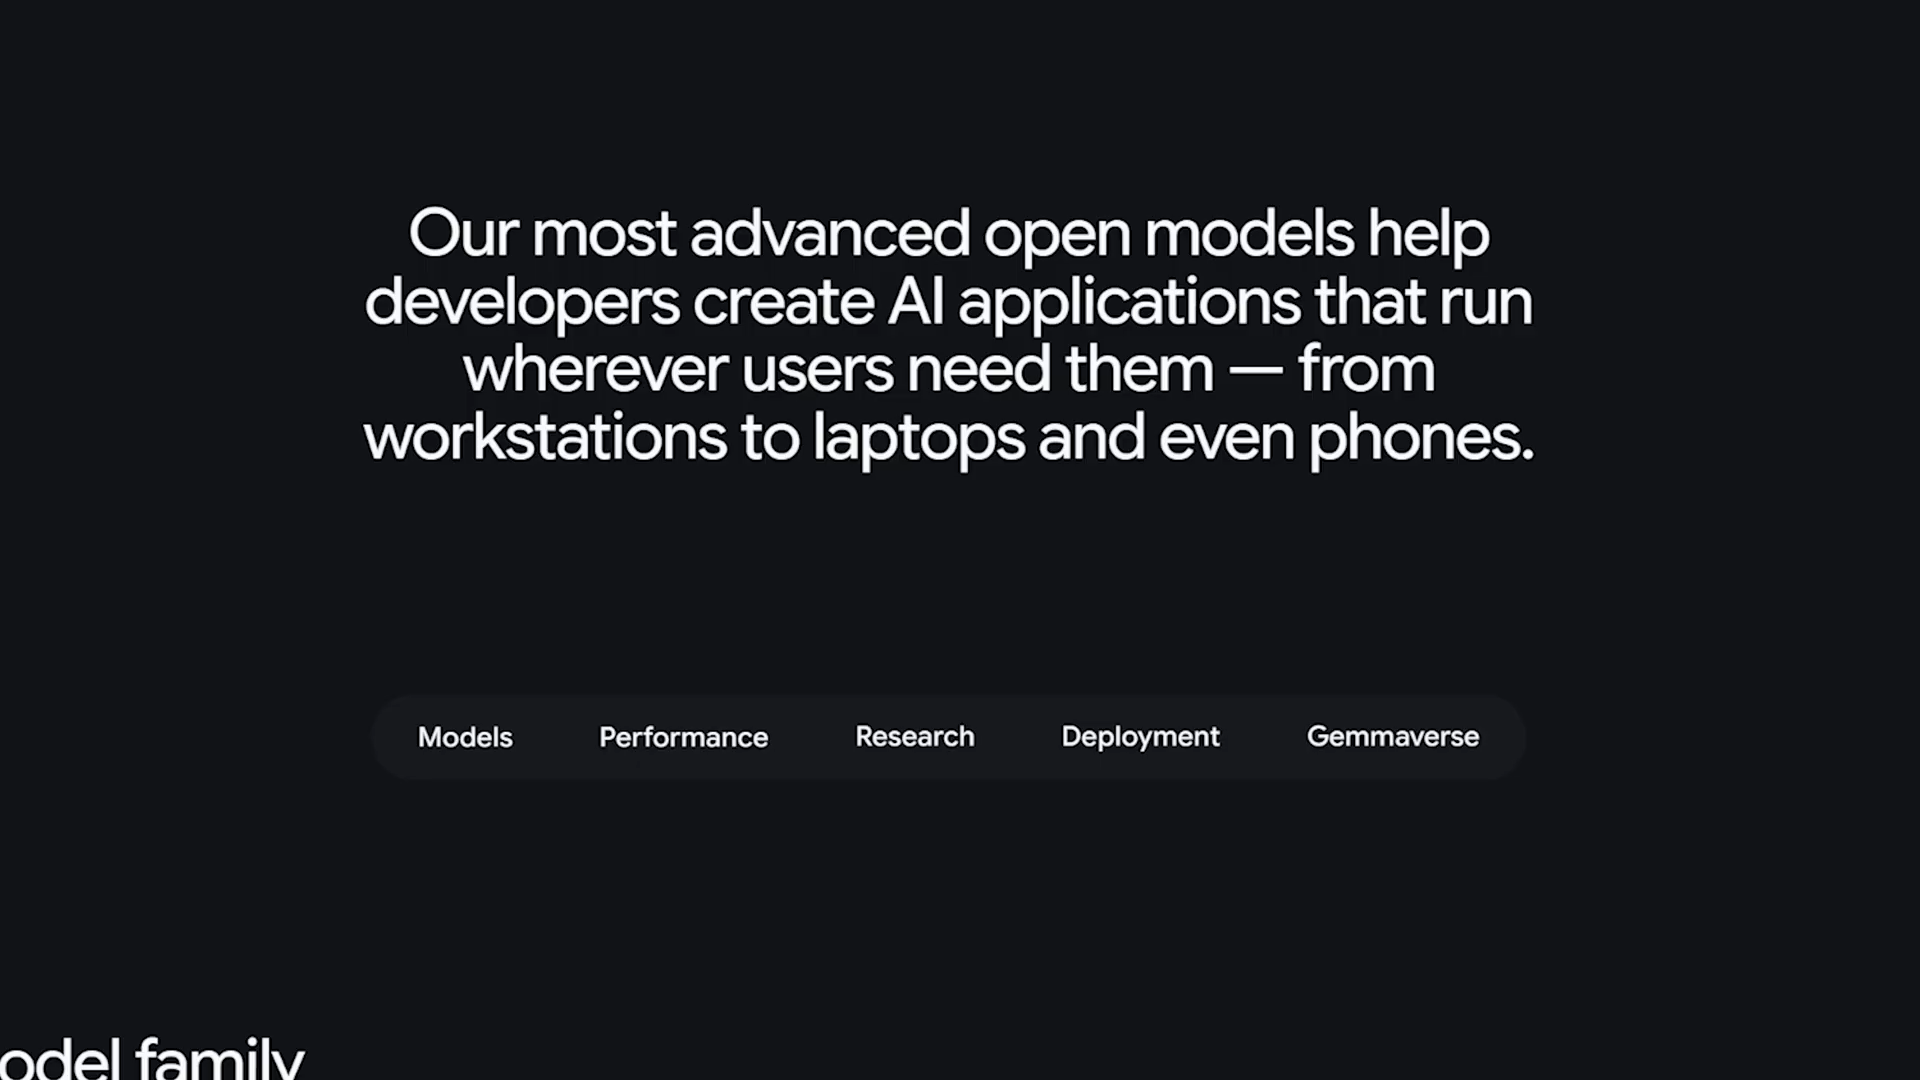 Our most advanced open models help
developers create AI applications that run
wherever users need them — from
workstations to laptops and even phones.
Models Performance Research Deployment Gemmaverse
odel family